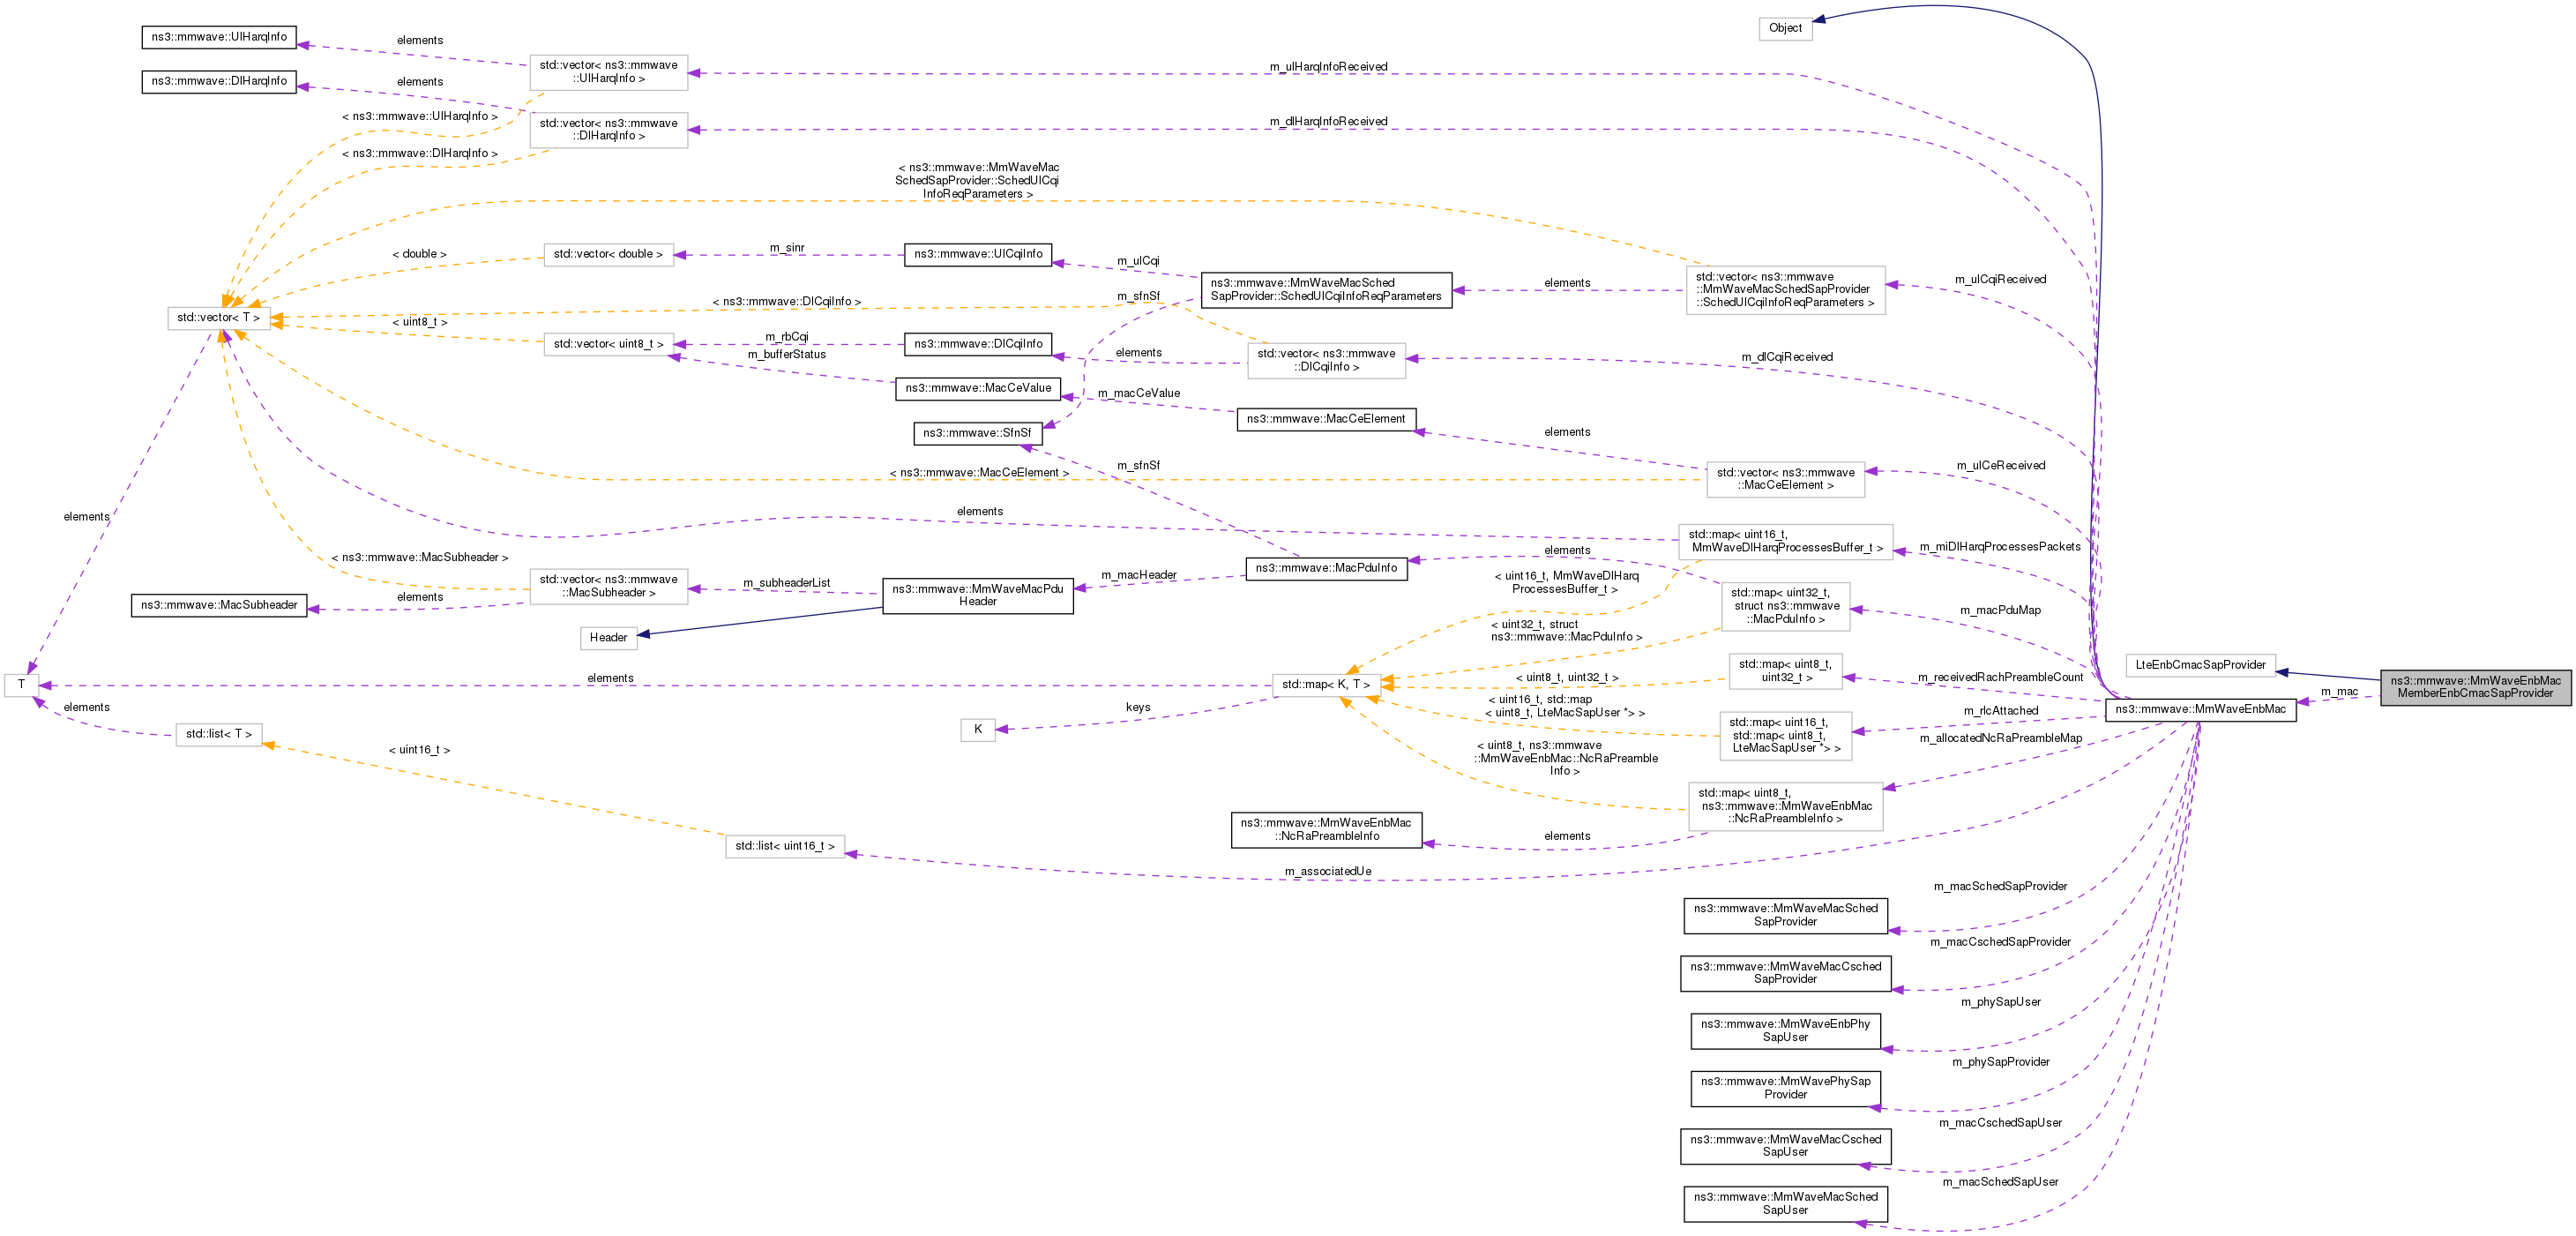 Object
ns3::mmwave::UlHarqInfo
elements
std::vector< ns3::mmwave
::UlHarqInfo >
m_ulHarqInfoReceived
ns3::mmwave::DlHarqInfo
elements
< ns3::mmwave::UlHarqInfo >
std::vector< ns3::mmwave
::DlHarqInfo >
m_dlHarqInfoReceived
< ns3::mmwave::DlHarqInfo >
< ns3::mmwave::MmWaveMac
SchedSapProvider::SchedUlCqi
InfoReqParameters >
< double >
std::vector< double >
m_sinr
ns3::mmwave::UlCqiInfo
m_ulCqi
ns3::mmwave::MmWaveMacSched
SapProvider::SchedUlCqiInfoReqParameters
elements
std::vector< ns3::mmwave
::MmWaveMacSchedSapProvider
::SchedUlCqiInfoReqParameters >
m_ulCqiReceived
std::vector< T >
< ns3::mmwave::DlCqiInfo >
m_sfnSf
< uint8_t >
std::vector< uint8_t >
m_rbCqi
m_bufferStatus
ns3::mmwave::DlCqiInfo
elements
std::vector< ns3::mmwave
::DlCqiInfo >
m_dlCqiReceived
ns3::mmwave::MacCeValue
m_macCeValue
ns3::mmwave::MacCeElement
elements
ns3::mmwave::SfnSf
m_sfnSf
< ns3::mmwave::MacCeElement >
std::vector< ns3::mmwave
::MacCeElement >
m_ulCeReceived
elements
elements
std::map< uint16_t,
MmWaveDlHarqProcessesBuffer_t >
m_miDlHarqProcessesPackets
< ns3::mmwave::MacSubheader >
ns3::mmwave::MacSubheader
elements
std::vector< ns3::mmwave
::MacSubheader >
m_subheaderList
ns3::mmwave::MmWaveMacPdu
Header
m_macHeader
ns3::mmwave::MacPduInfo
elements
< uint16_t, MmWaveDlHarq
ProcessesBuffer_t >
std::map< uint32_t,
struct ns3::mmwave
::MacPduInfo >
m_macPduMap
Header
< uint32_t, struct
ns3::mmwave::MacPduInfo >
T
elements
std::map< K, T >
< uint8_t, uint32_t >
std::map< uint8_t,
uint32_t >
m_receivedRachPreambleCount
LteEnbCmacSapProvider
m_mac
ns3::mmwave::MmWaveEnbMac
MemberEnbCmacSapProvider
ns3::mmwave::MmWaveEnbMac
elements
std::list< T >
K
keys
< uint16_t, std::map
< uint8_t, LteMacSapUser *> >
std::map< uint16_t,
std::map< uint8_t,
LteMacSapUser *> >
m_rlcAttached
< uint16_t >
< uint8_t, ns3::mmwave
::MmWaveEnbMac::NcRaPreamble
Info >
m_allocatedNcRaPreambleMap
std::map< uint8_t,
ns3::mmwave::MmWaveEnbMac
::NcRaPreambleInfo >
std::list< uint16_t >
ns3::mmwave::MmWaveEnbMac
::NcRaPreambleInfo
elements
m_associatedUe
m_macSchedSapProvider
ns3::mmwave::MmWaveMacSched
SapProvider
m_macCschedSapProvider
ns3::mmwave::MmWaveMacCsched
SapProvider
m_phySapUser
ns3::mmwave::MmWaveEnbPhy
SapUser
m_phySapProvider
ns3::mmwave::MmWavePhySap
Provider
m_macCschedSapUser
ns3::mmwave::MmWaveMacCsched
SapUser
m_macSchedSapUser
ns3::mmwave::MmWaveMacSched
SapUser